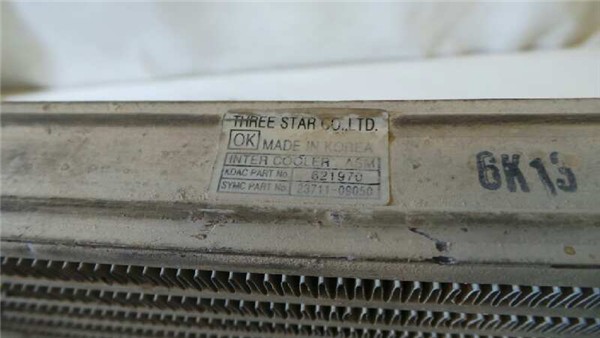 THREE STAR CO.,LTD.
OK MADE IN KOREA
INTER COOLER ASM
KDAC PART No. 621970
SYMC PART No. 23711-09050
6K13